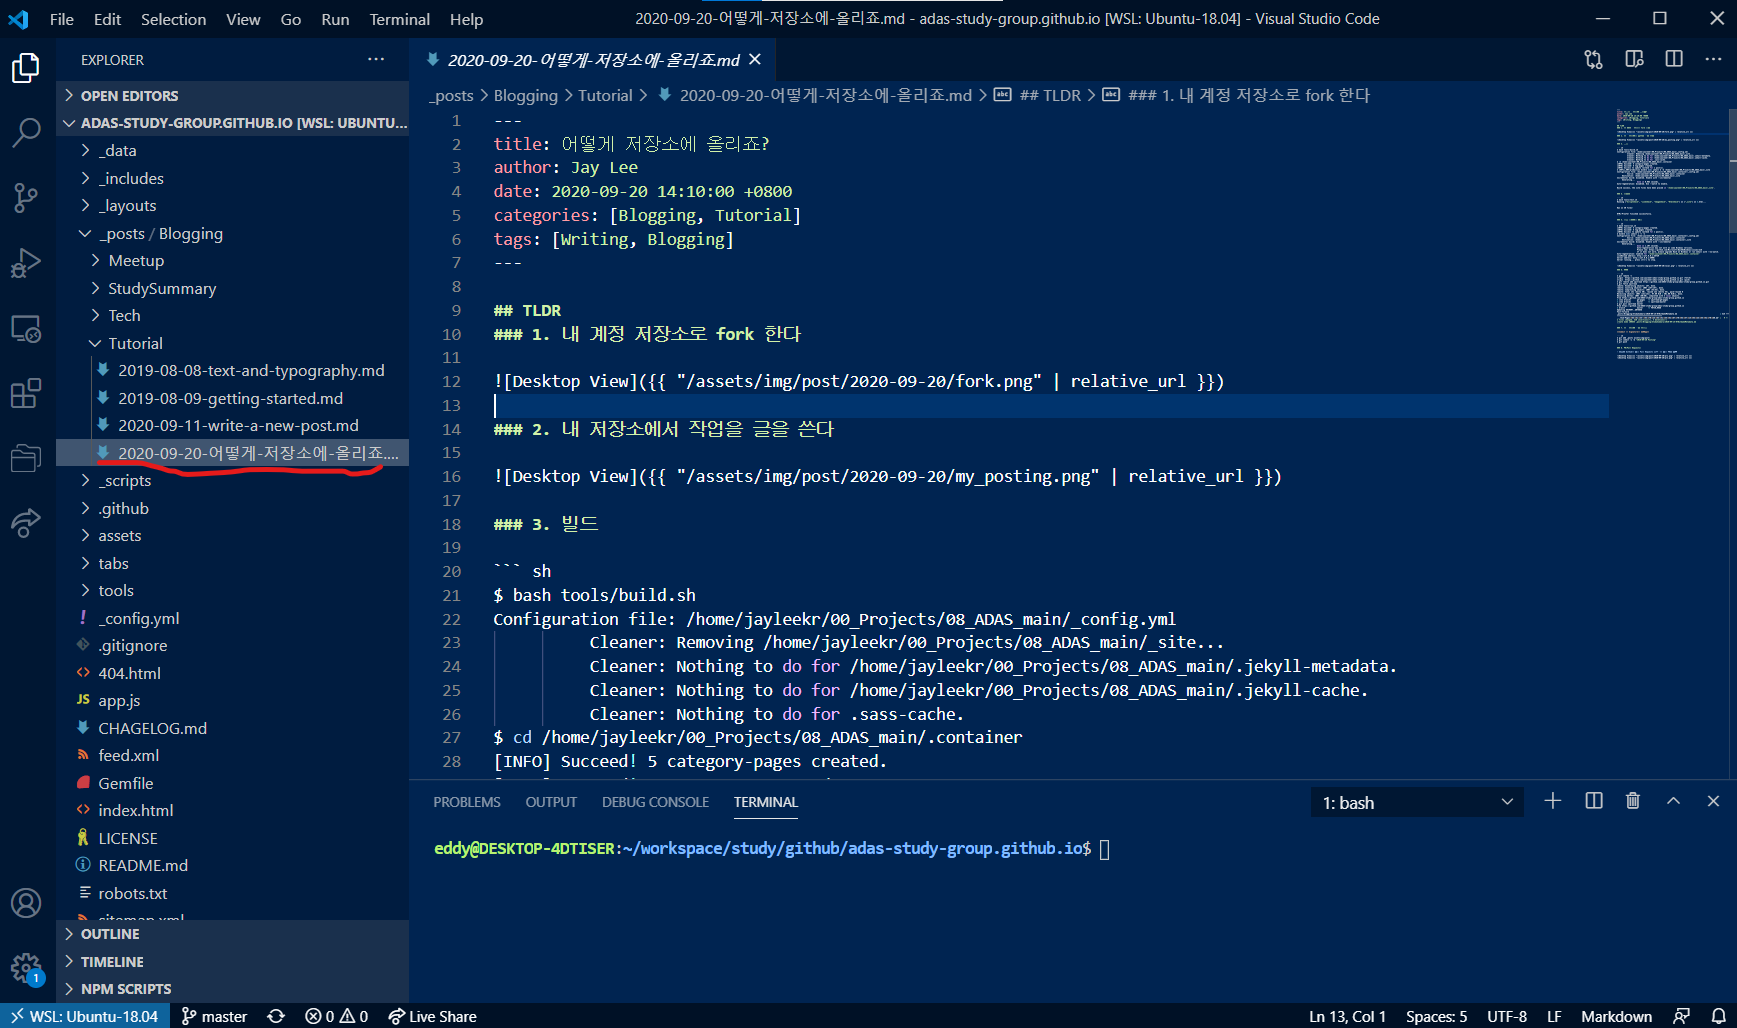 File Edit Selection View Go Run Terminal Help
2020-09-20-어떻게-저장소에-올리죠.md - adas-study-group.github.io [WSL: Ubuntu-18.04] - Visual Studio Code
EXPLORER
OPEN EDITORS
ADAS-STUDY-GROUP.GITHUB.IO [WSL: UBUNTU...
_data
_includes
_layouts
_posts / Blogging
Meetup
StudySummary
Tech
Tutorial
2019-08-08-text-and-typography.md
2019-08-09-getting-started.md
2020-09-11-write-a-new-post.md
2020-09-20-어떻게-저장소에-올리죠....
_scripts
.github
assets
tabs
tools
! _config.yml
.gitignore
<> 404.html
JS app.js
CHAGELOG.md
feed.xml
Gemfile
<> index.html
LICENSE
README.md
robots.txt
sitemap.xml
OUTLINE
TIMELINE
NPM SCRIPTS
2020-09-20-어떻게-저장소에-올리죠.md
_posts > Blogging > Tutorial > 2020-09-20-어떻게-저장소에-올리죠.md > abc ## TLDR > abc ### 1. 내 계정 저장소로 fork 한다
1 ---
2 title: 어떻게 저장소에 올리죠?
3 author: Jay Lee
4 date: 2020-09-20 14:10:00 +0800
5 categories: [Blogging, Tutorial]
6 tags: [Writing, Blogging]
7 ---
8
9 ## TLDR
10 ### 1. 내 계정 저장소로 fork 한다
11
12 ![Desktop View]({{ "/assets/img/post/2020-09-20/fork.png" | relative_url }})
13
14 ### 2. 내 저장소에서 작업을 글을 쓴다
15
16 ![Desktop View]({{ "/assets/img/post/2020-09-20/my_posting.png" | relative_url }})
17
18 ### 3. 빌드
19
20 ``` sh
21 $ bash tools/build.sh
22 Configuration file: /home/jayleekr/00_Projects/08_ADAS_main/_config.yml
23 Cleaner: Removing /home/jayleekr/00_Projects/08_ADAS_main/_site...
24 Cleaner: Nothing to do for /home/jayleekr/00_Projects/08_ADAS_main/.jekyll-metadata.
25 Cleaner: Nothing to do for /home/jayleekr/00_Projects/08_ADAS_main/.jekyll-cache.
26 Cleaner: Nothing to do for .sass-cache.
27 $ cd /home/jayleekr/00_Projects/08_ADAS_main/.container
28 [INFO] Succeed! 5 category-pages created.
PROBLEMS OUTPUT DEBUG CONSOLE TERMINAL
1: bash
eddy@DESKTOP-4DTISER:~/workspace/study/github/adas-study-group.github.io$
1
WSL: Ubuntu-18.04 master 0 0 Live Share
Ln 13, Col 1 Spaces: 5 UTF-8 LF Markdown